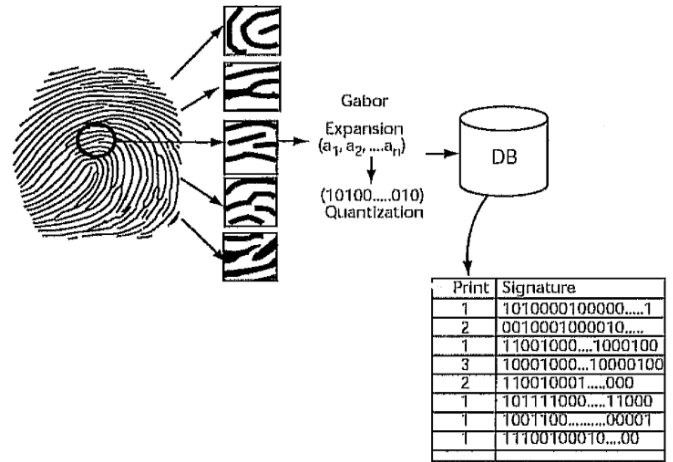 Gabor
Expansion
(a1, a2, ....an)
(10100.....010)
Quantization
DB
Print Signature
1 1010000100000.....1
2 0010001000010.....
1 11001000....1000100
3 10001000...10000100
2 110010001.....000
1 101111000.....11000
1 1001100..........00001
1 11100100010....00